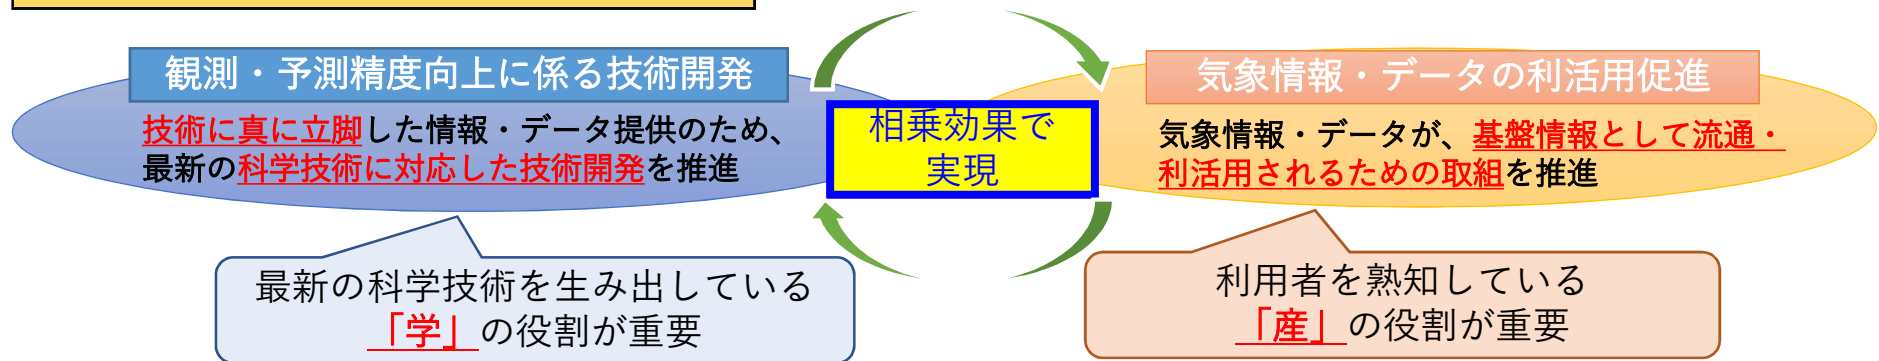 観測・予測精度向上に係る技術開発
技術に真に立脚した情報・データ提供のため、
最新の科学技術に対応した技術開発を推進
相乗効果で
実現
気象情報・データの利活用促進
気象情報・データが、基盤情報として流通・
利活用されるための取組を推進
最新の科学技術を生み出している
「学」の役割が重要
利用者を熟知している
「産」の役割が重要